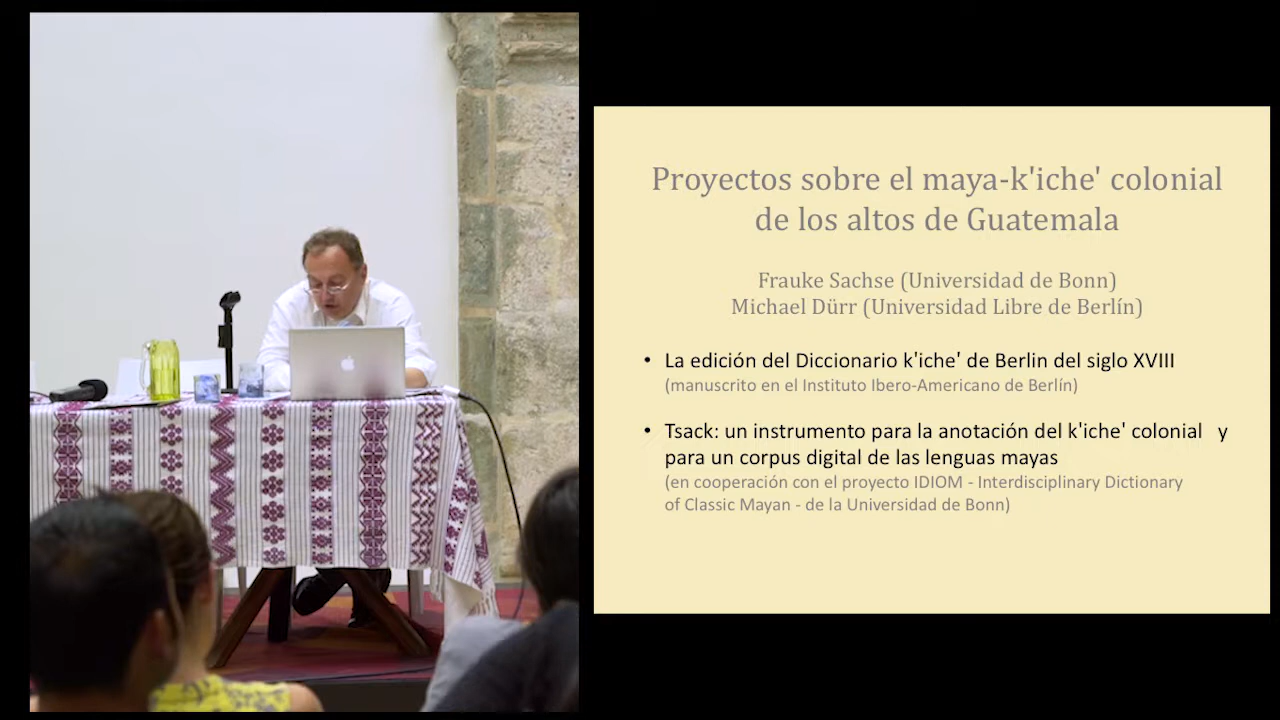 Proyectos sobre el maya-k'iche' colonial
de los altos de Guatemala
Frauke Sachse (Universidad de Bonn)
Michael Dürr (Universidad Libre de Berlín)
• La edición del Diccionario k'iche' de Berlin del siglo XVIII
(manuscrito en el Instituto Ibero-Americano de Berlín)
• Tsack: un instrumento para la anotación del k'iche' colonial y
para un corpus digital de las lenguas mayas
(en cooperación con el proyecto IDIOM - Interdisciplinary Dictionary
of Classic Mayan - de la Universidad de Bonn)